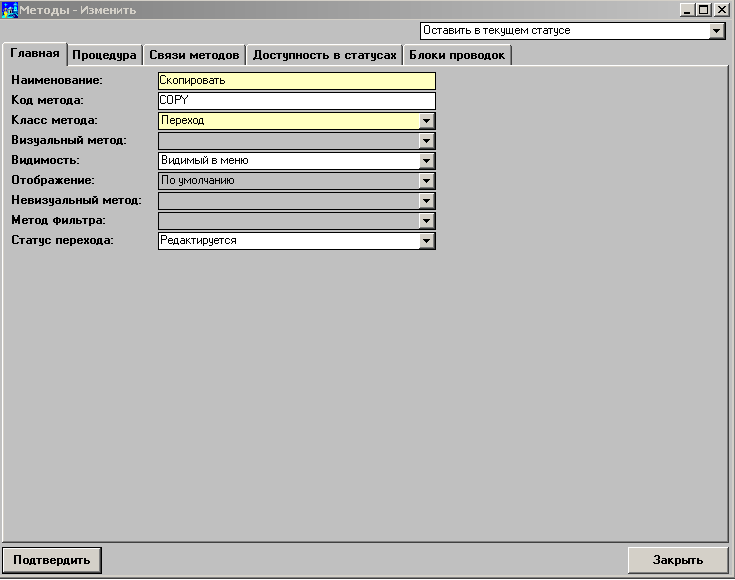 Методы - Изменить
Оставить в текущем статусе
Главная Процедура Связи методов Доступность в статусах Блоки проводок
Наименование: Скопировать
Код метода: COPY
Класс метода: Переход
Визуальный метод:
Видимость: Видимый в меню
Отображение: По умолчанию
Невизуальный метод:
Метод фильтра:
Статус перехода: Редактируется
Подтвердить Закрыть